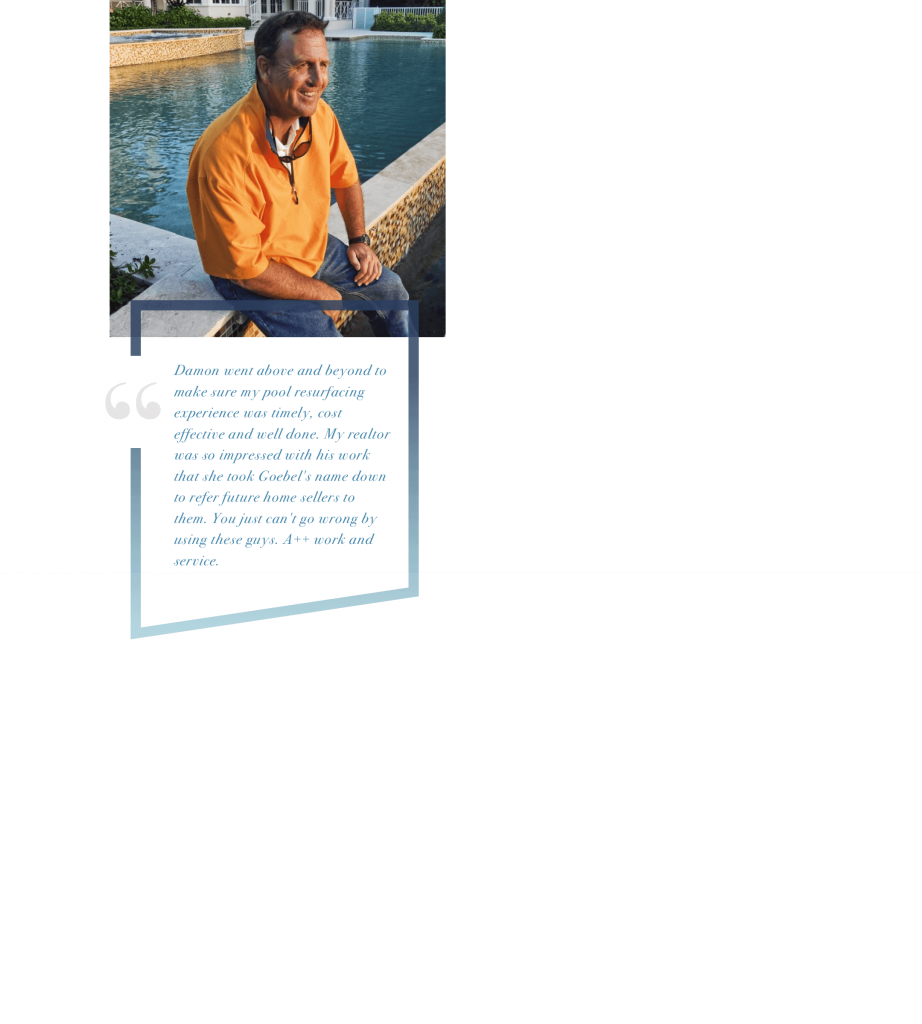 Damon went above and beyond to
make sure my pool resurfacing
experience was timely, cost
effective and well done. My realtor
was so impressed with his work
that she took Goebel's name down
to refer future home sellers to
them. You just can't go wrong by
using these guys. A++ work and
service.